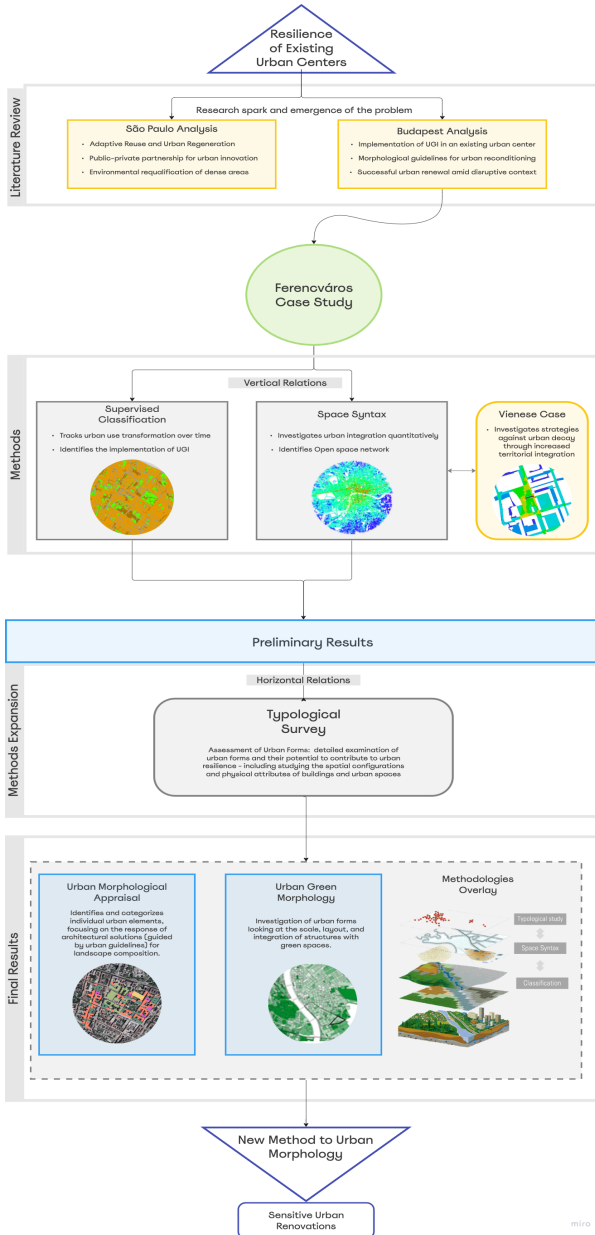 Resilience
of Existing
Urban Centers
Literature Review
Research spark and emergence of the problem
São Paulo Analysis
• Adaptive Reuse and Urban Regeneration
• Public-private partnership for urban innovation
• Environmental requalification of dense areas
Budapest Analysis
• Implementation of UGI in an existing urban center
• Morphological guidelines for urban reconditioning
• Successful urban renewal amid disruptive context
Ferencváros
Case Study
Methods
Vertical Relations
Supervised
Classification
• Tracks urban use transformation over time
• Identifies the implementation of UGI
Space Syntax
• Investigates urban integration quantitatively
• Identifies Open space network
Vienese Case
• Investigates strategies
against urban decay
through increased
territorial integration
Preliminary Results
Methods Expansion
Horizontal Relations
Typological
Survey
Assessment of Urban Forms: detailed examination of
urban forms and their potential to contribute to urban
resilience - including studying the spatial configurations
and physical attributes of buildings and urban spaces
Final Results
Urban Morphological
Appraisal
Identifies and categorizes
individual urban elements,
focusing on the response of
architectural solutions (guided
by urban guidelines) for
landscape composition.
Urban Green
Morphology
Investigation of urban forms
looking at the scale, layout, and
integration of structures with
green spaces.
Methodologies
Overlay
Typological study
Space Syntax
Classification
New Method to Urban
Morphology
Sensitive Urban
Renovations
miro